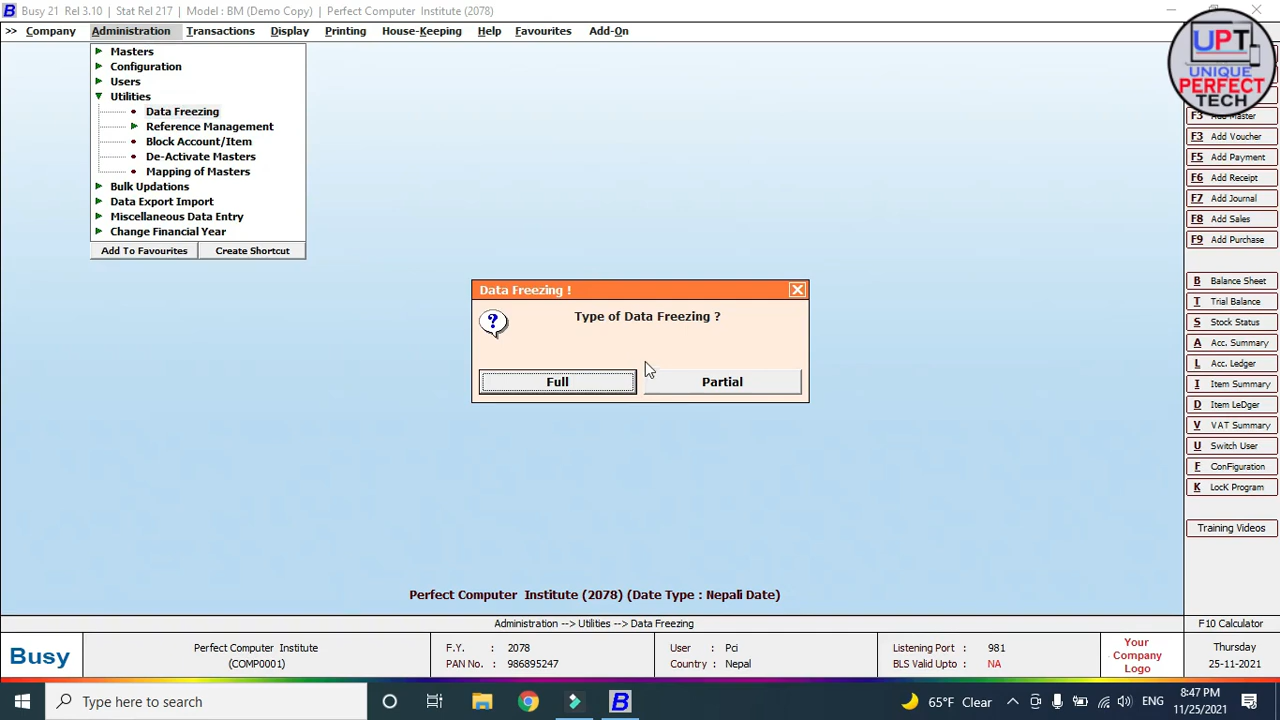 Busy 21 Rel 3.10 | Stat Rel 217 | Model : BM (Demo Copy) | Perfect Computer Institute (2078)
>> Company Administration Transactions Display Printing House-Keeping Help Favourites Add-On
UPT
UNIQUE
PERFECT
TECH
Masters
Configuration
Users
Utilities
Data Freezing
Reference Management
Block Account/Item
De-Activate Masters
Mapping of Masters
Bulk Updations
Data Export Import
Miscellaneous Data Entry
Change Financial Year
Add To Favourites Create Shortcut
Data Freezing !
? Type of Data Freezing ?
Full Partial
F3 Add Master
F3 Add Voucher
F5 Add Payment
F6 Add Receipt
F7 Add Journal
F8 Add Sales
F9 Add Purchase
B Balance Sheet
T Trial Balance
S Stock Status
A Acc. Summary
L Acc. Ledger
I Item Summary
D Item LeDger
V VAT Summary
U Switch User
F ConFiguration
K LocK Program
Training Videos
Perfect Computer Institute (2078) (Date Type : Nepali Date)
Administration --> Utilities --> Data Freezing
F10 Calculator
Busy
Perfect Computer Institute
(COMP0001)
F.Y. : 2078
PAN No. : 986895247
User : Pci
Country : Nepal
Listening Port : 981
BLS Valid Upto : NA
Your
Company
Logo
Thursday
25-11-2021
Type here to search
65°F Clear
ENG
8:47 PM
11/25/2021